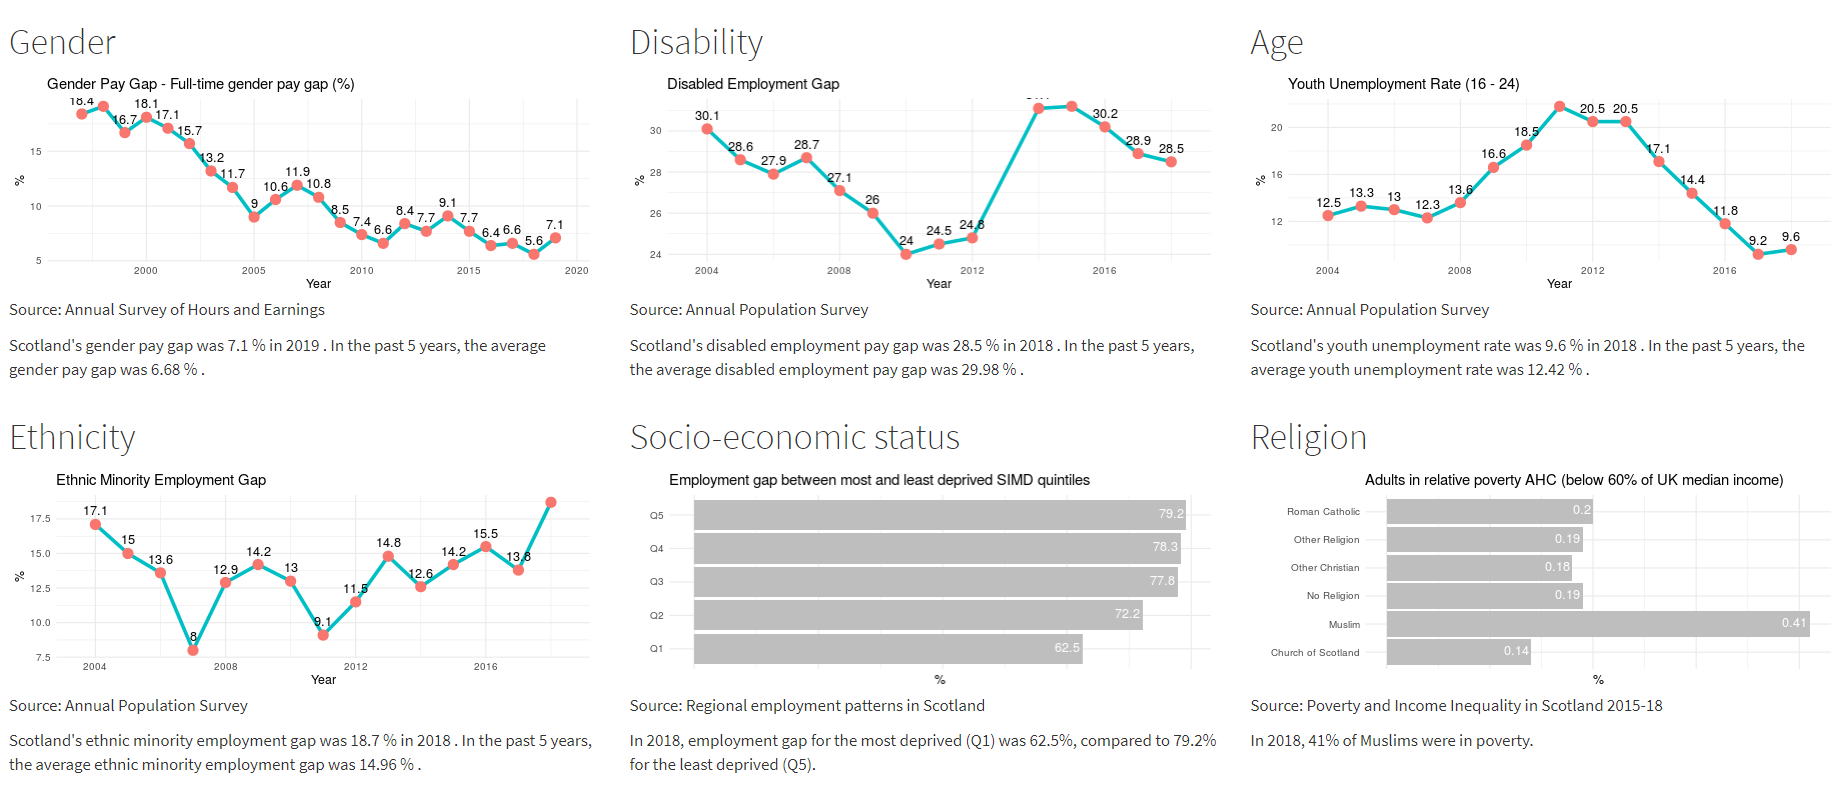 Gender
Gender Pay Gap - Full-time gender pay gap (%)
18.4
16.7
18.1
17.1
15.7
13.2
11.7
9
10.6
11.9
10.8
8.5
7.4
6.6
8.4
7.7
9.1
7.7
6.4
6.6
5.6
7.1
15
10
5
%
2000
2005
2010
2015
2020
Year
Source: Annual Survey of Hours and Earnings
Scotland's gender pay gap was 7.1 % in 2019 . In the past 5 years, the average
gender pay gap was 6.68 % .
Disability
Disabled Employment Gap
30.1
28.6
27.9
28.7
27.1
26
24
24.5
24.8
30.2
28.9
28.5
30
28
26
24
%
2004
2008
2012
2016
Year
Source: Annual Population Survey
Scotland's disabled employment pay gap was 28.5 % in 2018 . In the past 5 years,
the average disabled employment pay gap was 29.98 % .
Age
Youth Unemployment Rate (16 - 24)
12.5
13.3
13
12.3
13.6
16.6
18.5
20.5
20.5
17.1
14.4
11.8
9.2
9.6
20
16
12
%
2004
2008
2012
2016
Year
Source: Annual Population Survey
Scotland's youth unemployment rate was 9.6 % in 2018 . In the past 5 years, the
average youth unemployment rate was 12.42 % .
Ethnicity
Ethnic Minority Employment Gap
17.1
15
13.6
8
12.9
14.2
13
9.1
11.5
14.8
12.6
14.2
15.5
13.8
17.5
15.0
12.5
10.0
7.5
%
2004
2008
2012
2016
Year
Source: Annual Population Survey
Scotland's ethnic minority employment gap was 18.7 % in 2018 . In the past 5 years,
the average ethnic minority employment gap was 14.96 % .
Socio-economic status
Employment gap between most and least deprived SIMD quintiles
Q5 79.2
Q4 78.3
Q3 77.8
Q2 72.2
Q1 62.5
%
Source: Regional employment patterns in Scotland
In 2018, employment gap for the most deprived (Q1) was 62.5%, compared to 79.2%
for the least deprived (Q5).
Religion
Adults in relative poverty AHC (below 60% of UK median income)
Roman Catholic 0.2
Other Religion 0.19
Other Christian 0.18
No Religion 0.19
Muslim 0.41
Church of Scotland 0.14
%
Source: Poverty and Income Inequality in Scotland 2015-18
In 2018, 41% of Muslims were in poverty.